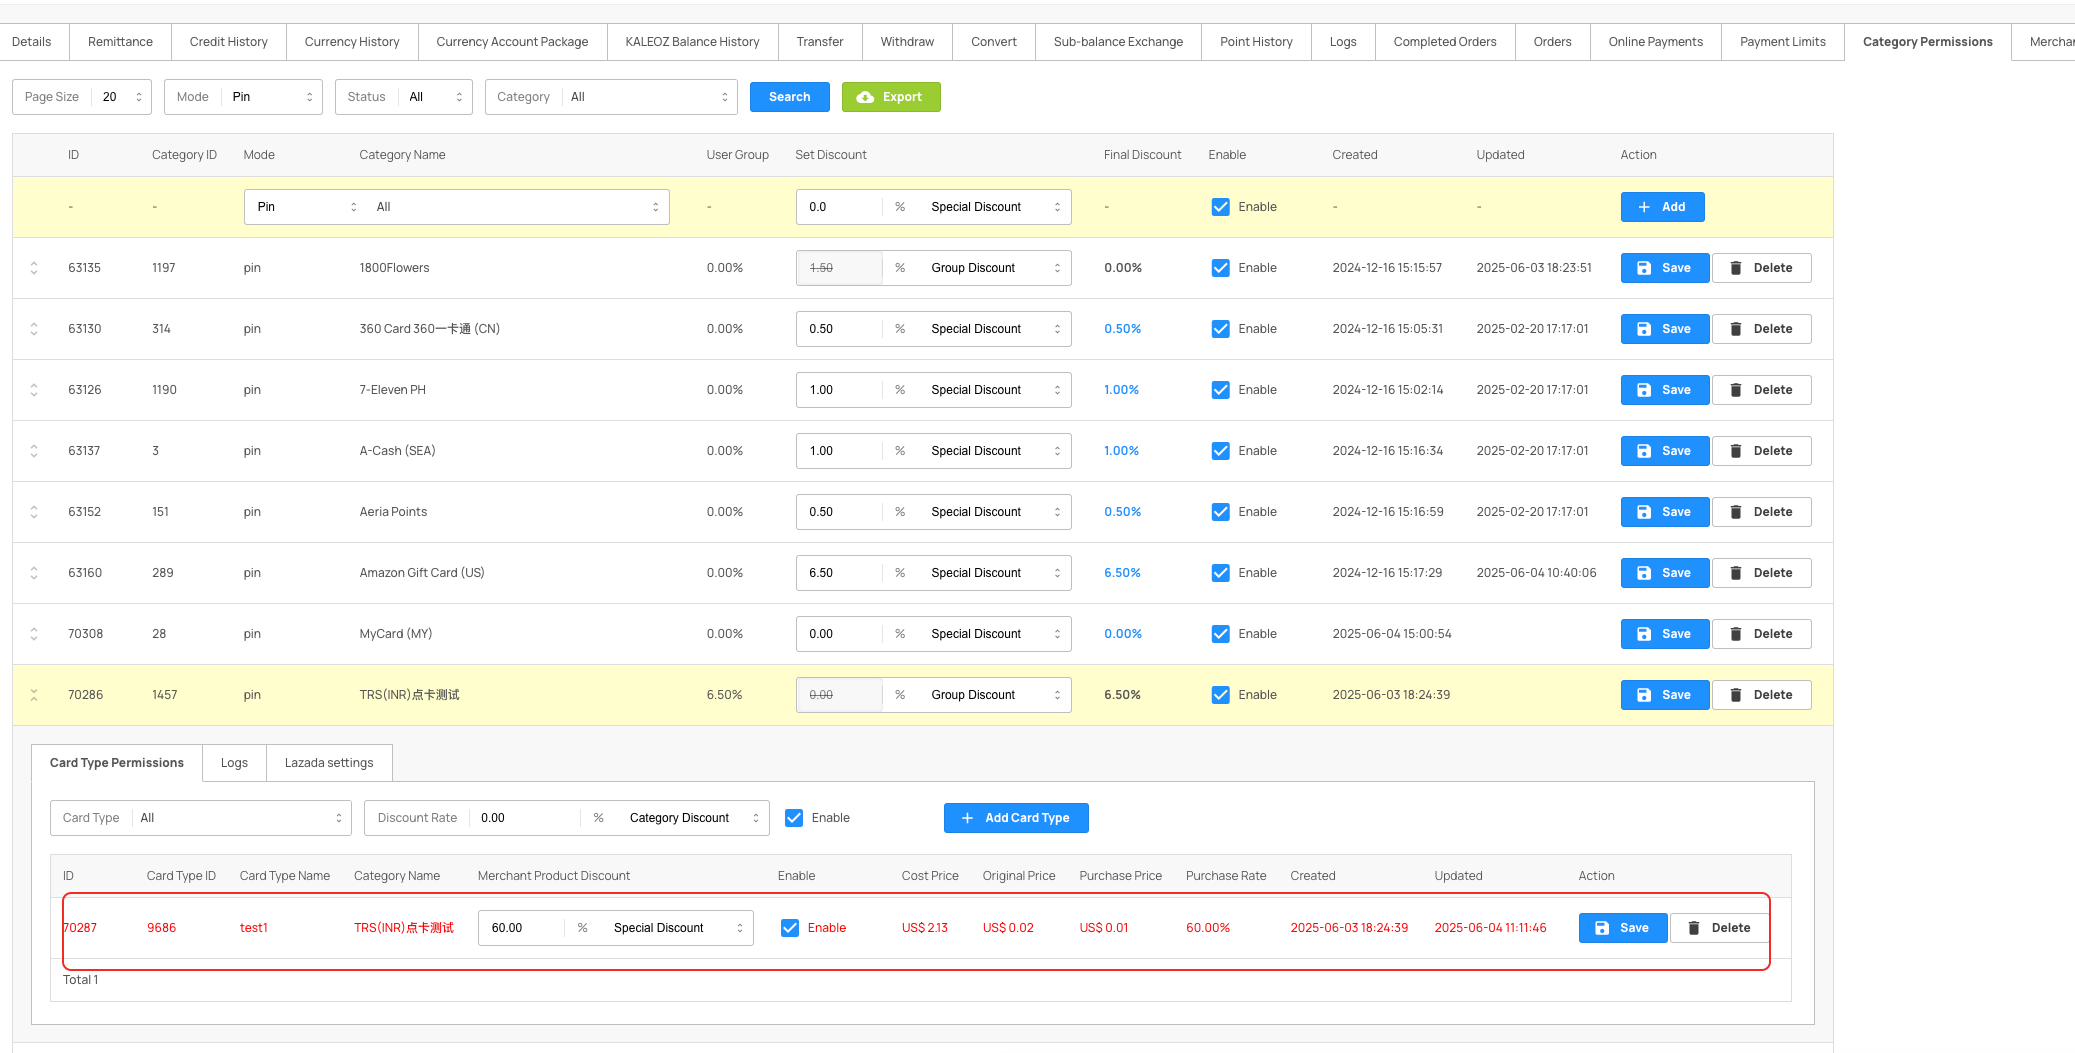 Details Remittance Credit History Currency History Currency Account Package KALEOZ Balance History Transfer Withdraw Convert Sub-balance Exchange Point History Logs Completed Orders Orders Online Payments Payment Limits Category Permissions
Page Size 20 Mode Pin Status All Category All Search Export
ID Category ID Mode Category Name User Group Set Discount Final Discount Enable Created Updated Action
- - Pin All - 0.0 % Special Discount - Enable - - + Add
63135 1197 pin 1800Flowers 0.00% 1.50 % Group Discount 0.00% Enable 2024-12-16 15:15:57 2025-06-03 18:23:51 Save Delete
63130 314 pin 360 Card 360一卡通 (CN) 0.00% 0.50 % Special Discount 0.50% Enable 2024-12-16 15:05:31 2025-02-20 17:17:01 Save Delete
63126 1190 pin 7-Eleven PH 0.00% 1.00 % Special Discount 1.00% Enable 2024-12-16 15:02:14 2025-02-20 17:17:01 Save Delete
63137 3 pin A-Cash (SEA) 0.00% 1.00 % Special Discount 1.00% Enable 2024-12-16 15:16:34 2025-02-20 17:17:01 Save Delete
63152 151 pin Aeria Points 0.00% 0.50 % Special Discount 0.50% Enable 2024-12-16 15:16:59 2025-02-20 17:17:01 Save Delete
63160 289 pin Amazon Gift Card (US) 0.00% 6.50 % Special Discount 6.50% Enable 2024-12-16 15:17:29 2025-06-04 10:40:06 Save Delete
70308 28 pin MyCard (MY) 0.00% 0.00 % Special Discount 0.00% Enable 2025-06-04 15:00:54 Save Delete
70286 1457 pin TRS(INR)点卡测试 6.50% 0.00 % Group Discount 6.50% Enable 2025-06-03 18:24:39 Save Delete
Card Type Permissions Logs Lazada settings
Card Type All Discount Rate 0.00 % Category Discount Enable + Add Card Type
ID Card Type ID Card Type Name Category Name Merchant Product Discount Enable Cost Price Original Price Purchase Price Purchase Rate Created Updated Action
70287 9686 test1 TRS(INR)点卡测试 60.00 % Special Discount Enable US$ 2.13 US$ 0.02 US$ 0.01 60.00% 2025-06-03 18:24:39 2025-06-04 11:11:46 Save Delete
Total 1